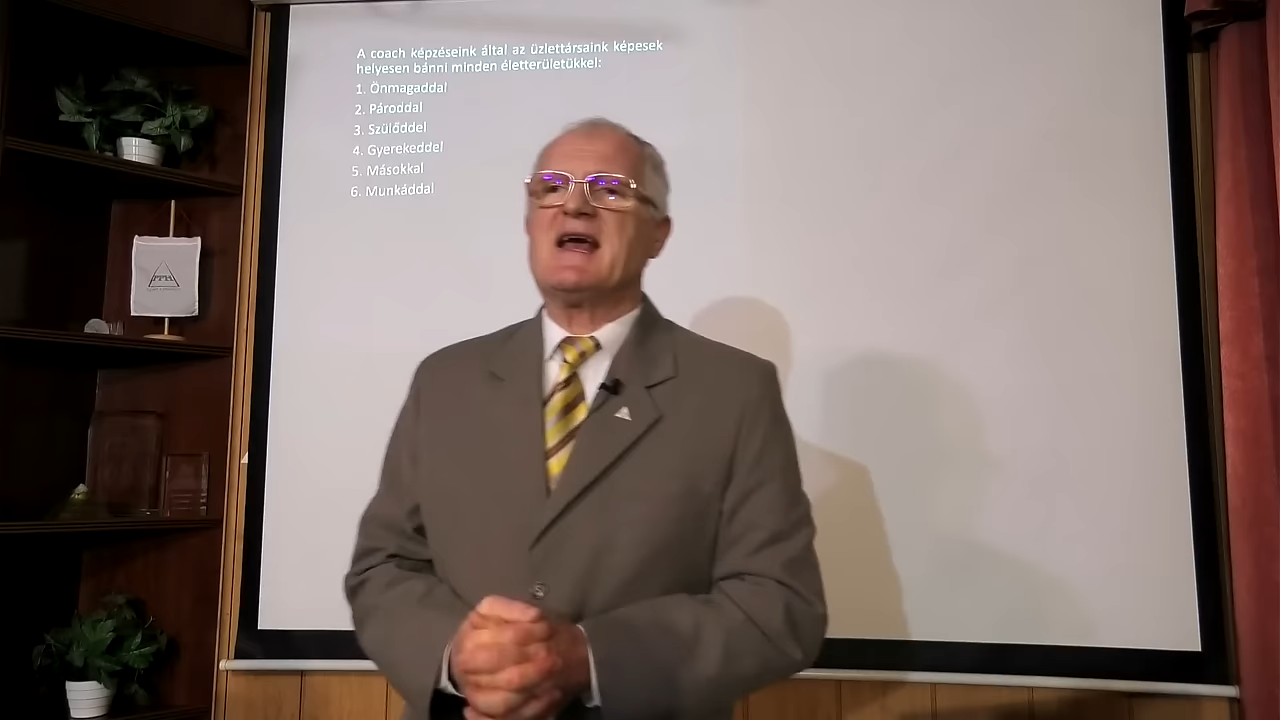 A coach képzéseink által az üzlettársaink képesek
helyesen bánni minden életterületükkel:
1. Önmagaddal
2. Pároddal
3. Szülőddel
4. Gyerekeddel
5. Másokkal
6. Munkáddal